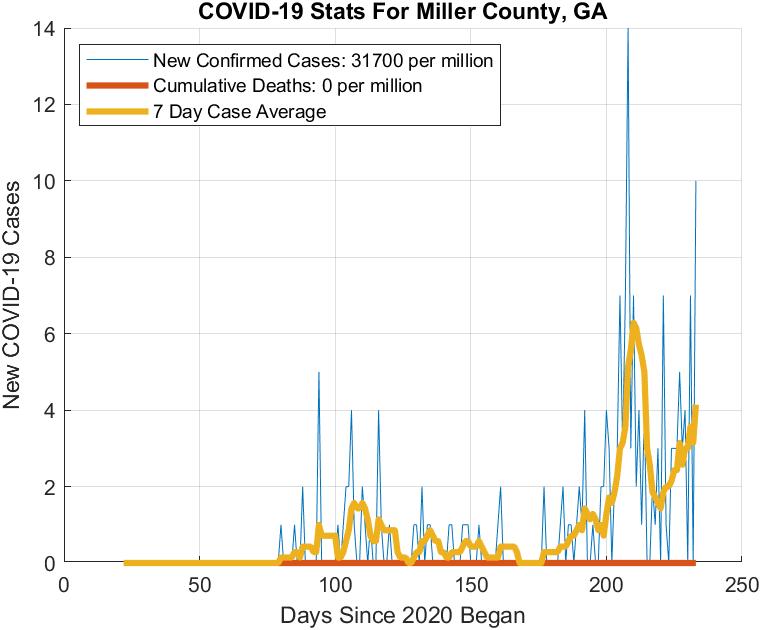 COVID-19 Stats For Miller County, GA
New Confirmed Cases: 31700 per million
Cumulative Deaths: 0 per million
7 Day Case Average
New COVID-19 Cases
14
12
10
8
6
4
2
0
0 50 100 150 200 250
Days Since 2020 Began